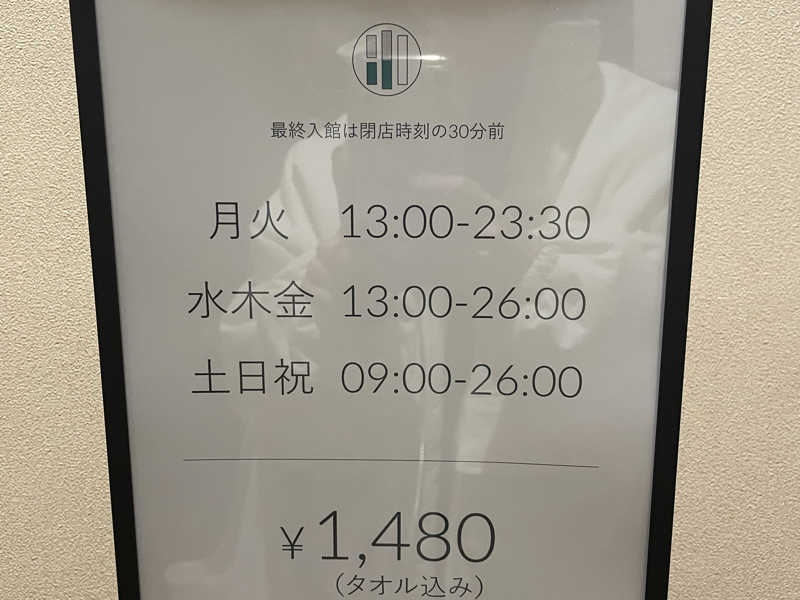 最終入館は閉店時刻の30分前
月火 13:00-23:30
水木金 13:00-26:00
土日祝 09:00-26:00
¥1,480
(タオル込み)